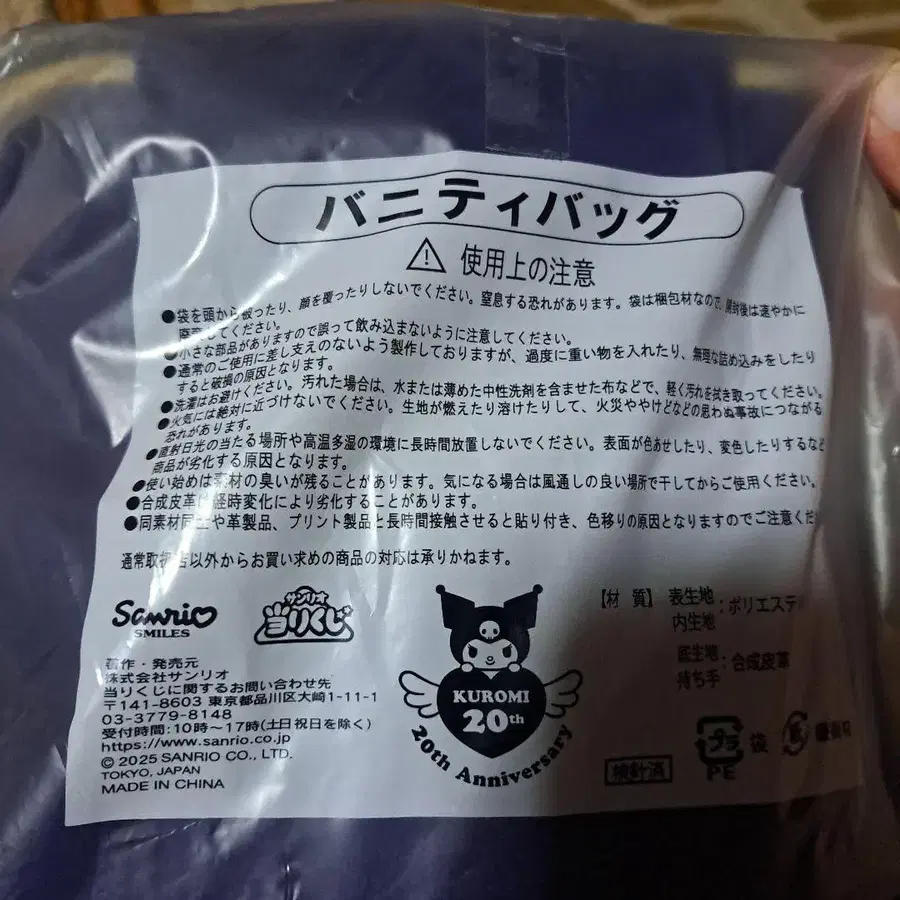 バニティバッグ
使用上の注意
●袋を頭から被ったり、顔を覆ったりしないでください。窒息する恐れがあります。袋は梱包材なので、開封後は速やかに
廃棄してください。
●小さな部品がありますので誤って飲み込まないように注意してください。
●通常のご使用に差し支えのないよう製作しておりますが、過度に重い物を入れたり、無理な詰め込みをしたり
すると破損の原因となります。
●洗濯はお避けください。汚れた場合は、水または薄めた中性洗剤を含ませた布などで、軽く汚れを拭き取ってください。
●火気には絶対に近づけないでください。生地が燃えたり溶けたりして、火災ややけどなどの思わぬ事故につながる
恐れがあります。
●直射日光の当たる場所や高温多湿の環境に長時間放置しないでください。表面が色あせしたり、変色したりするなど
商品が劣化する原因となります。
●使い始めは素材の臭いが残ることがあります。気になる場合は風通しの良い場所で干してからご使用ください。
●合成皮革は経時変化により劣化することがあります。
●同素材同士や革製品、プリント製品と長時間接触させると貼り付き、色移りの原因となりますのでご注意くだ
通常取扱店以外からお買い求めの商品の対応は承りかねます。
Sanrio
SMILES
サンリオ
当りくじ
著作・発売元
株式会社サンリオ
当りくじに関するお問い合わせ先
〒141-8603 東京都品川区大崎1-11-1
03-3779-8148
受付時間:10時〜17時(土日祝日を除く)
https://www.sanrio.co.jp
© 2025 SANRIO CO., LTD.
TOKYO, JAPAN
MADE IN CHINA
KUROMI
20th
20th Anniversary
【材 質】 表生地
内生地
:ポリエステ
底生地
持ち手
:合成皮革
検針済
プラ
PE
袋